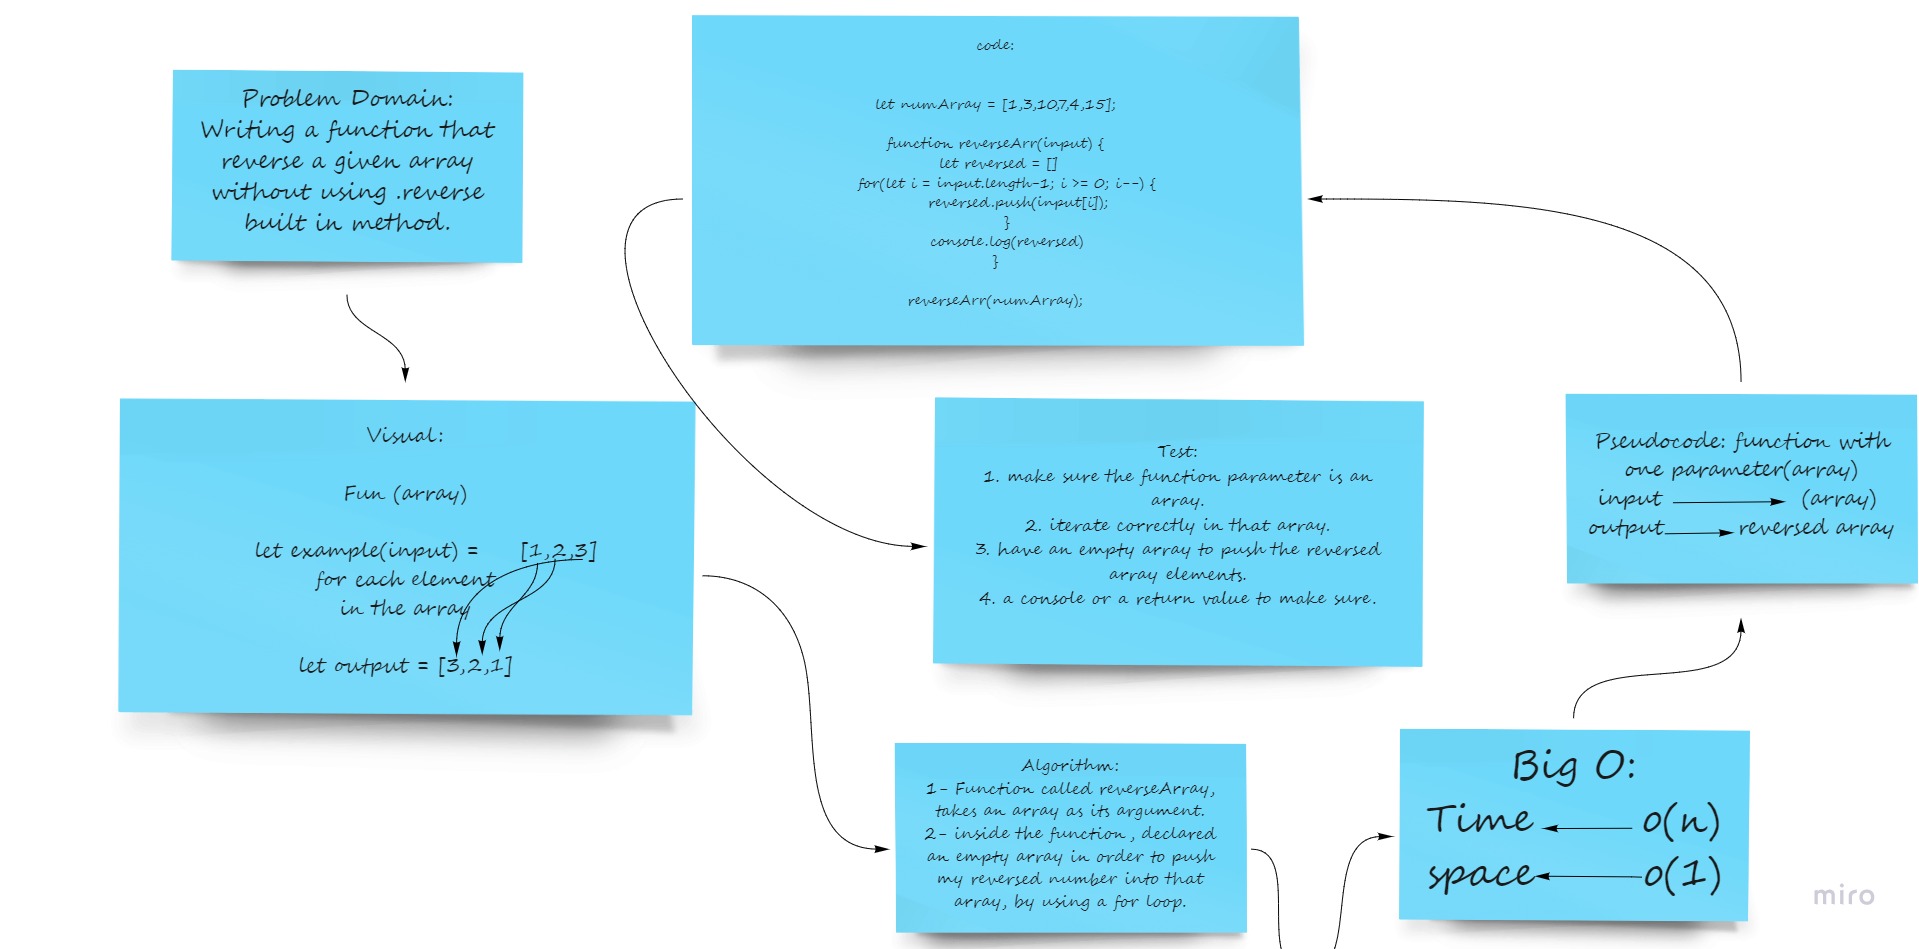 Problem Domain:
Writing a function that
reverse a given array
without using .reverse
built in method.
Visual:
Fun (array)
let example(input) = [1,2,3]
for each element
in the array
let output = [3,2,1]
Algorithm:
1- Function called reverseArray,
takes an array as its argument.
2- inside the function , declared
an empty array in order to push
my reversed number into that
array, by using a for loop.
Big O:
Time o(n)
space o(1)
Pseudocode: function with
one parameter(array)
input (array)
output reversed array
code:
let numArray = [1,3,10,7,4,15];
function reverseArr(input) {
let reversed = []
for(let i = input.length-1; i >= 0; i--) {
reversed.push(input[i]);
}
console.log(reversed)
}
reverseArr(numArray);
Test:
1. make sure the function parameter is an
array.
2. iterate correctly in that array.
3. have an empty array to push the reversed
array elements.
4. a console or a return value to make sure.
miro